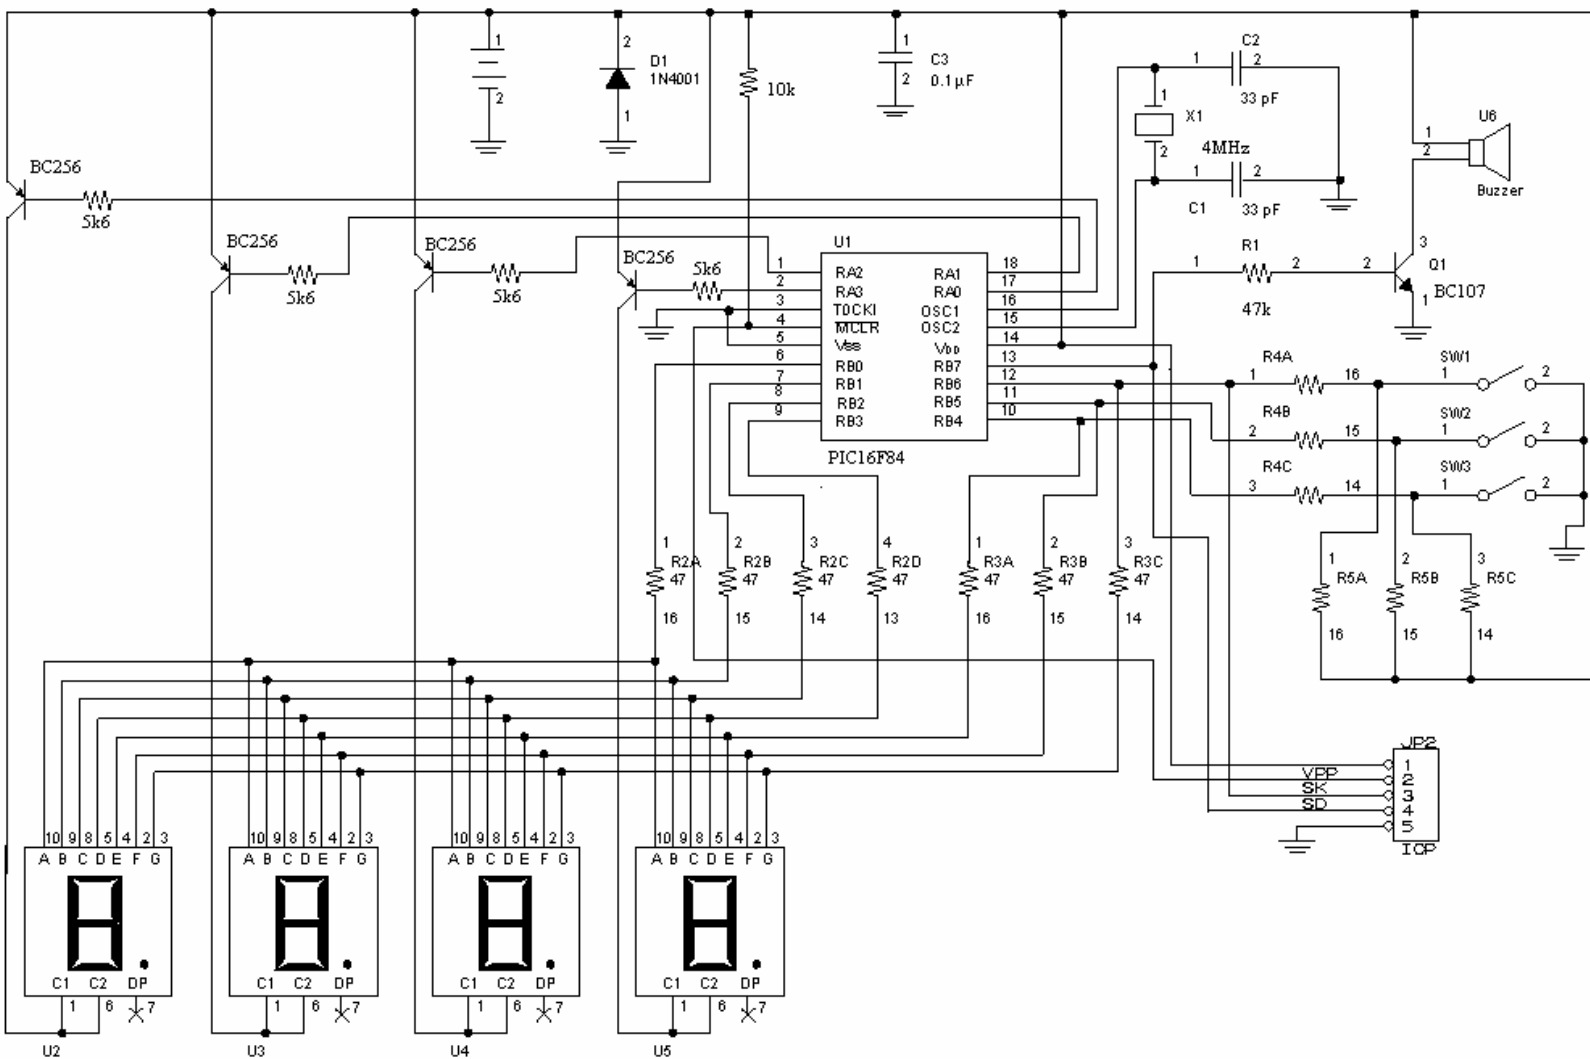 1
2
2
D1
1N4001
1
10k
1
C3
2
0.1µF
C2
1
2
33 pF
1
X1
2
4MHz
1
2
C1
33 pF
U6
1
2
Buzzer
BC256
5k6
BC256
5k6
BC256
5k6
BC256
5k6
U1
1 RA2 RA1 18
2 RA3 RA0 17
3 T0CKI OSC1 16
4 MCLR OSC2 15
5 Vss VDD 14
6 RB0 RB7 13
7 RB1 RB6 12
8 RB2 RB5 11
9 RB3 RB4 10
PIC16F84
R1
1
2
47k
3
2
Q1
BC107
1
R4A
1
16
SW1
1
2
R4B
2
15
SW2
1
2
R4C
3
14
SW3
1
2
1
R2A
47
16
2
R2B
47
15
3
R2C
47
14
4
R2D
47
13
1
R3A
47
16
2
R3B
47
15
3
R3C
47
14
1
R5A
16
2
R5B
15
3
R5C
14
JP2
1
VPP 2
SK 3
SD 4
5
ICP
10 9 8 5 4 2 3
A B C D E F G
C1 C2 DP
1 6 7
U2
10 9 8 5 4 2 3
A B C D E F G
C1 C2 DP
1 6 7
U3
10 9 8 5 4 2 3
A B C D E F G
C1 C2 DP
1 6 7
U4
10 9 8 5 4 2 3
A B C D E F G
C1 C2 DP
1 6 7
U5